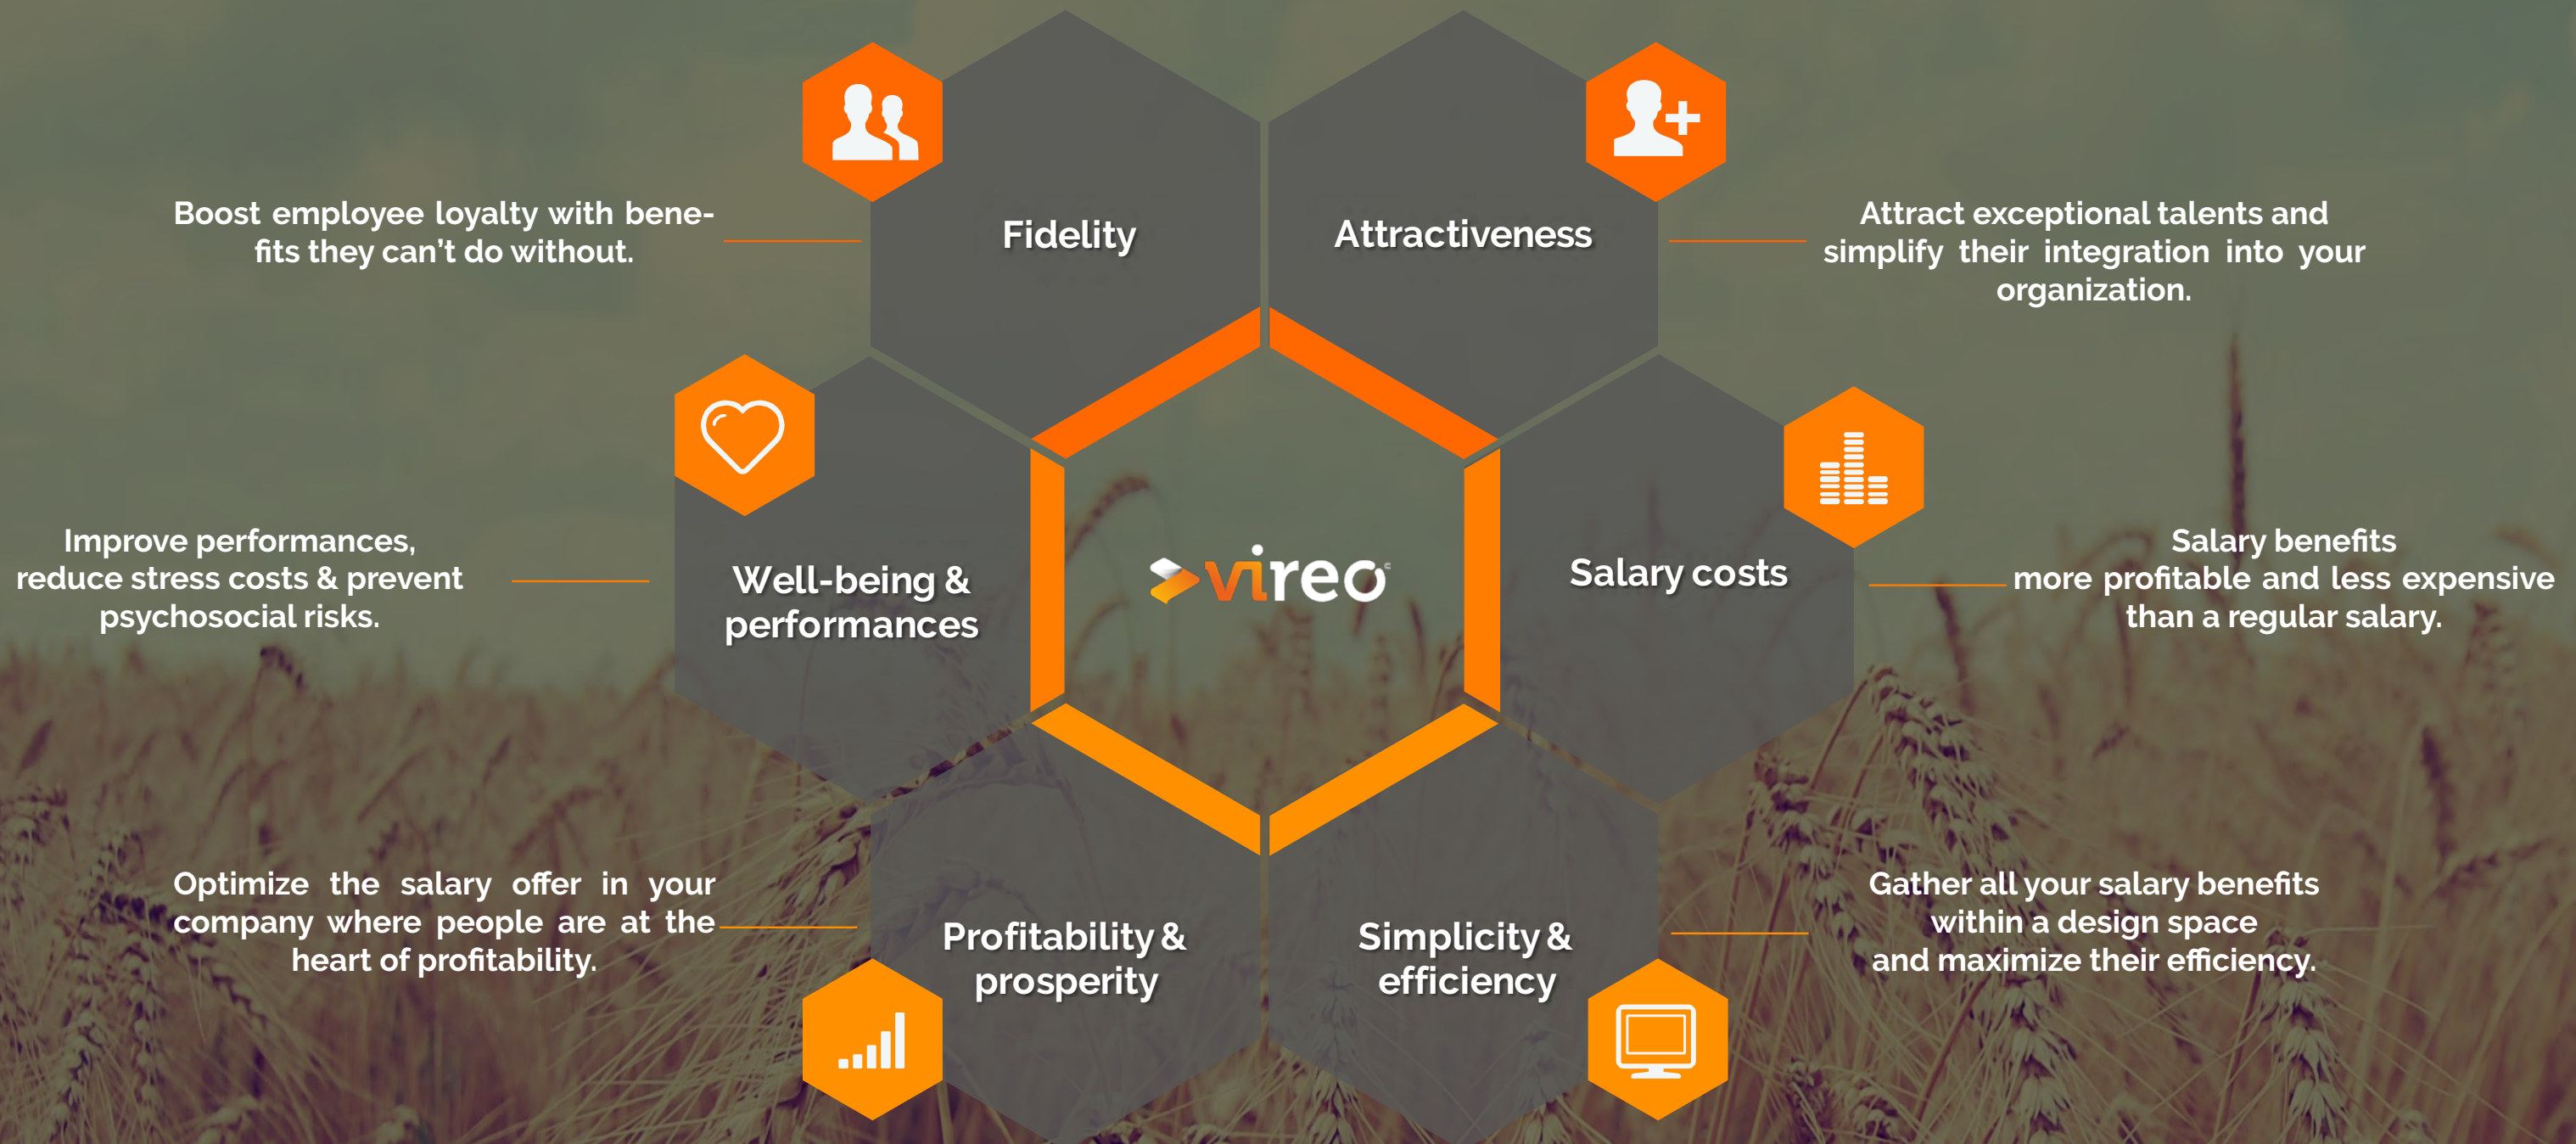 Fidelity
Boost employee loyalty with bene-
fits they can't do without.
Attractiveness
Attract exceptional talents and
simplify their integration into your
organization.
Well-being &
performances
Improve performances,
reduce stress costs & prevent
psychosocial risks.
vireo
Salary costs
Salary benefits
more profitable and less expensive
than a regular salary.
Profitability &
prosperity
Optimize the salary offer in your
company where people are at the
heart of profitability.
Simplicity &
efficiency
Gather all your salary benefits
within a design space
and maximize their efficiency.